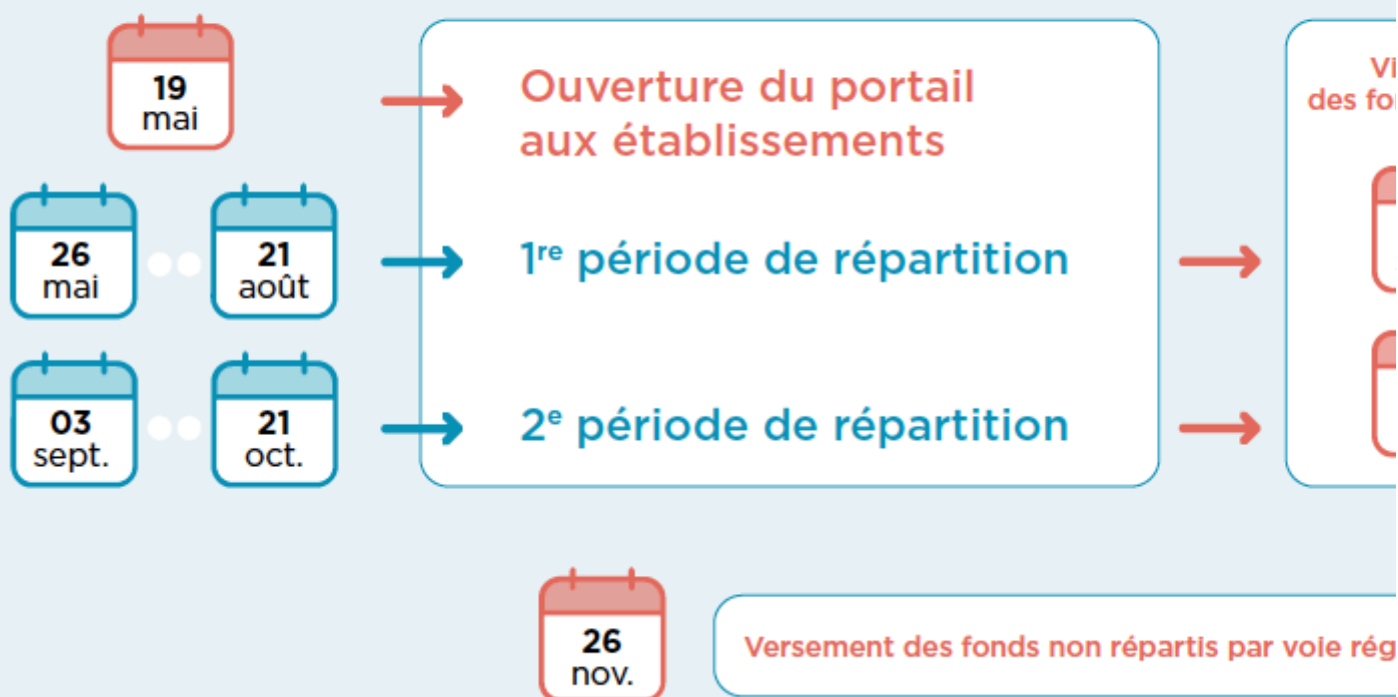 19
mai
Ouverture du portail
aux établissements
26
mai
21
août
1re période de répartition
03
sept.
21
oct.
2e période de répartition
des
26
nov.
Versement des fonds non répartis par voie